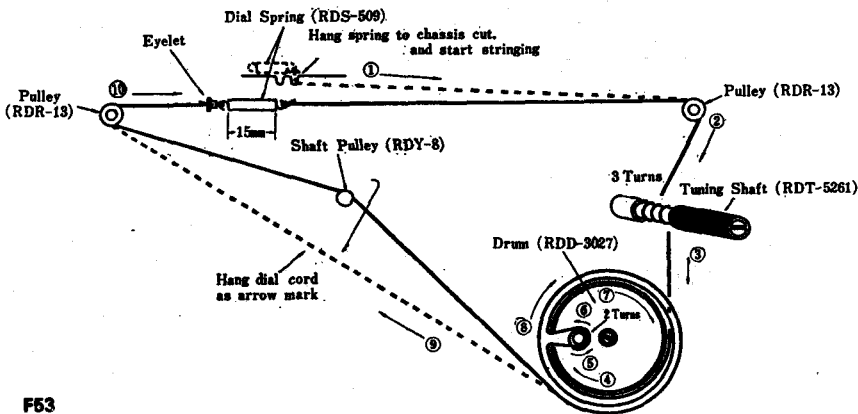 Dial Spring (RDS-509)
Hang spring to chassis cut.
and start stringing
Eyelet
①
⑩
Pulley
(RDR-13)
Pulley (RDR-13)
②
15mm
Shaft Pulley (RDY-8)
3 Turns
Tuning Shaft (RDT-5261)
Drum (RDD-3027)
③
Hang dial cord
as arrow mark
⑦
⑥
2 Turns
⑧
⑤
④
⑨
F53